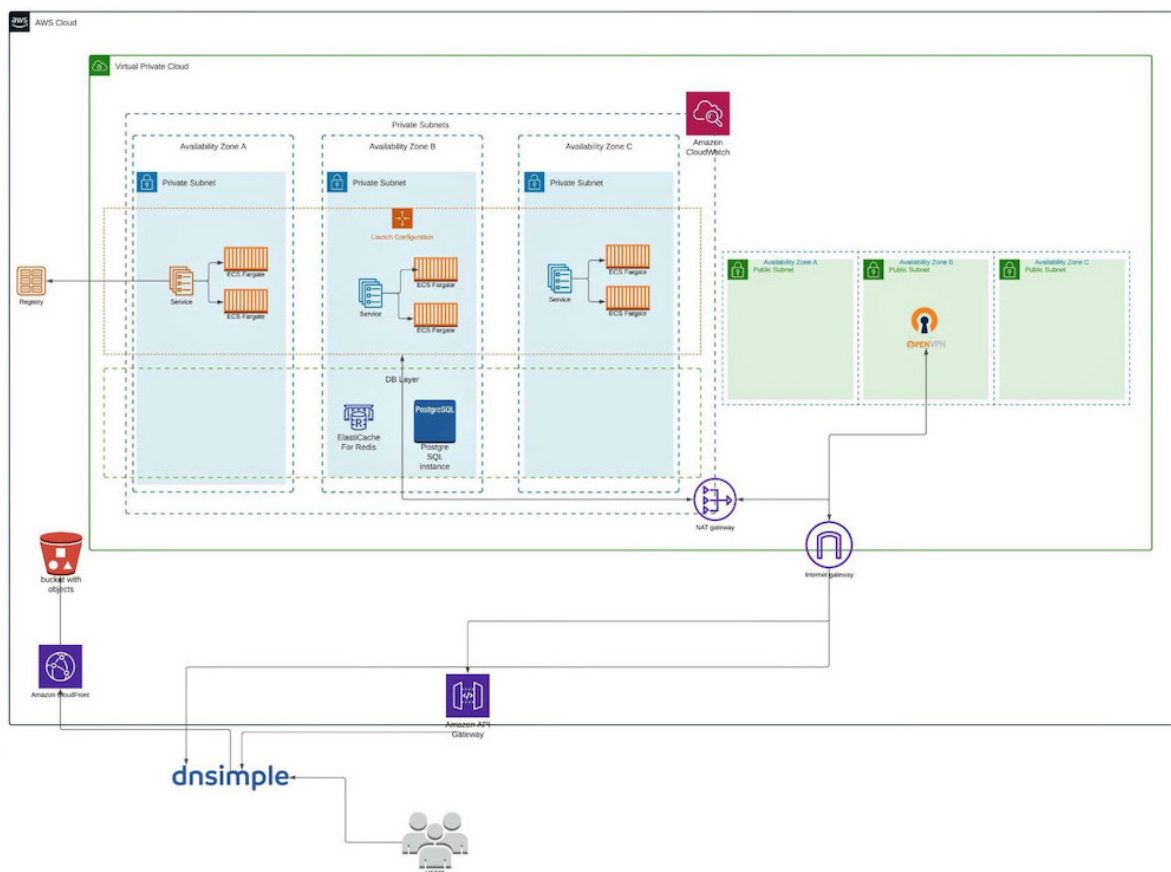 aws
AWS Cloud
Virtual Private Cloud
Private Subnets
Amazon
CloudWatch
Availability Zone A
Availability Zone B
Availability Zone C
Private Subnet
Private Subnet
Private Subnet
Launch Configuration
ECS Fargate
Service
ECS Fargate
ECS Fargate
Service
ECS Fargate
ECS Fargate
Service
ECS Fargate
Registry
Availability Zone A
Public Subnet
Availability Zone B
Public Subnet
Availability Zone C
Public Subnet
OPENVPN
DB Layer
R
ElastiCache
For Redis
PostgreSQL
Postgre
SQL
instance
NAT gateway
Internet gateway
bucket with
objects
Amazon CloudFront
Amazon API
Gateway
dnsimple